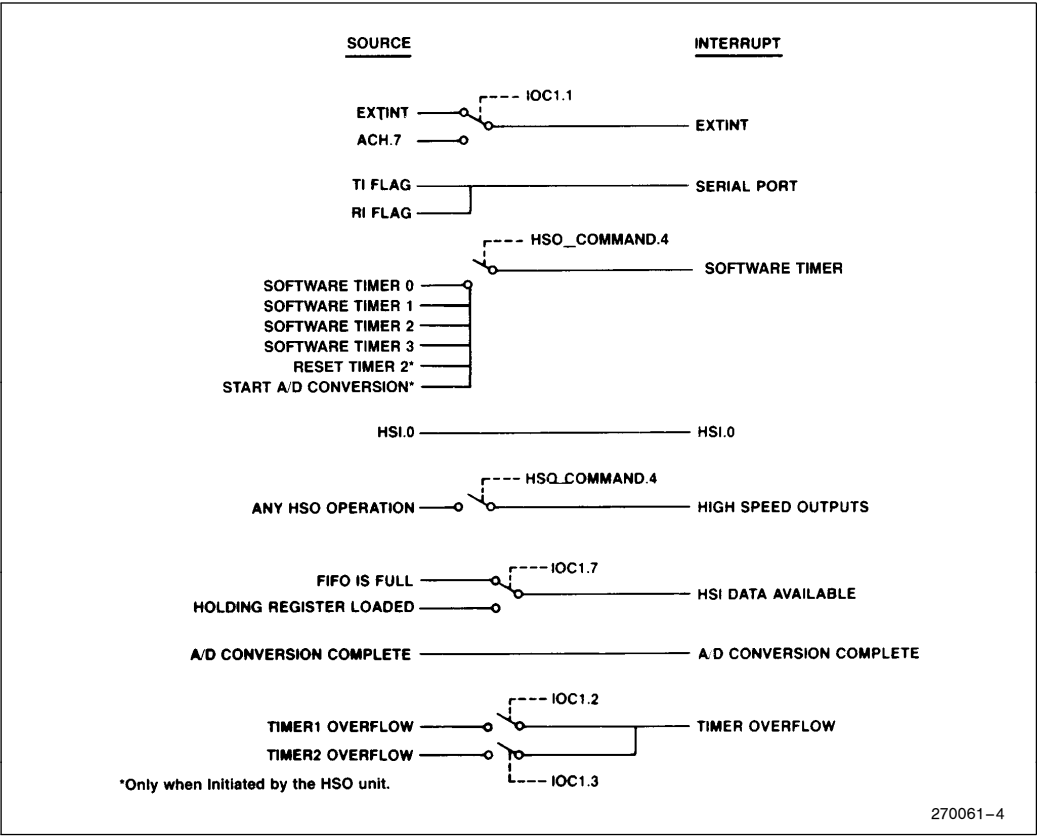 SOURCE INTERRUPT
IOC1.1
EXTINT EXTINT
ACH.7
TI FLAG SERIAL PORT
RI FLAG
HSO_COMMAND.4
SOFTWARE TIMER
SOFTWARE TIMER 0
SOFTWARE TIMER 1
SOFTWARE TIMER 2
SOFTWARE TIMER 3
RESET TIMER 2*
START A/D CONVERSION*
HSI.0 HSI.0
HSO_COMMAND.4
ANY HSO OPERATION HIGH SPEED OUTPUTS
IOC1.7
FIFO IS FULL
HSI DATA AVAILABLE
HOLDING REGISTER LOADED
A/D CONVERSION COMPLETE A/D CONVERSION COMPLETE
IOC1.2
TIMER1 OVERFLOW TIMER OVERFLOW
TIMER2 OVERFLOW
IOC1.3
*Only when Initiated by the HSO unit.
270061–4